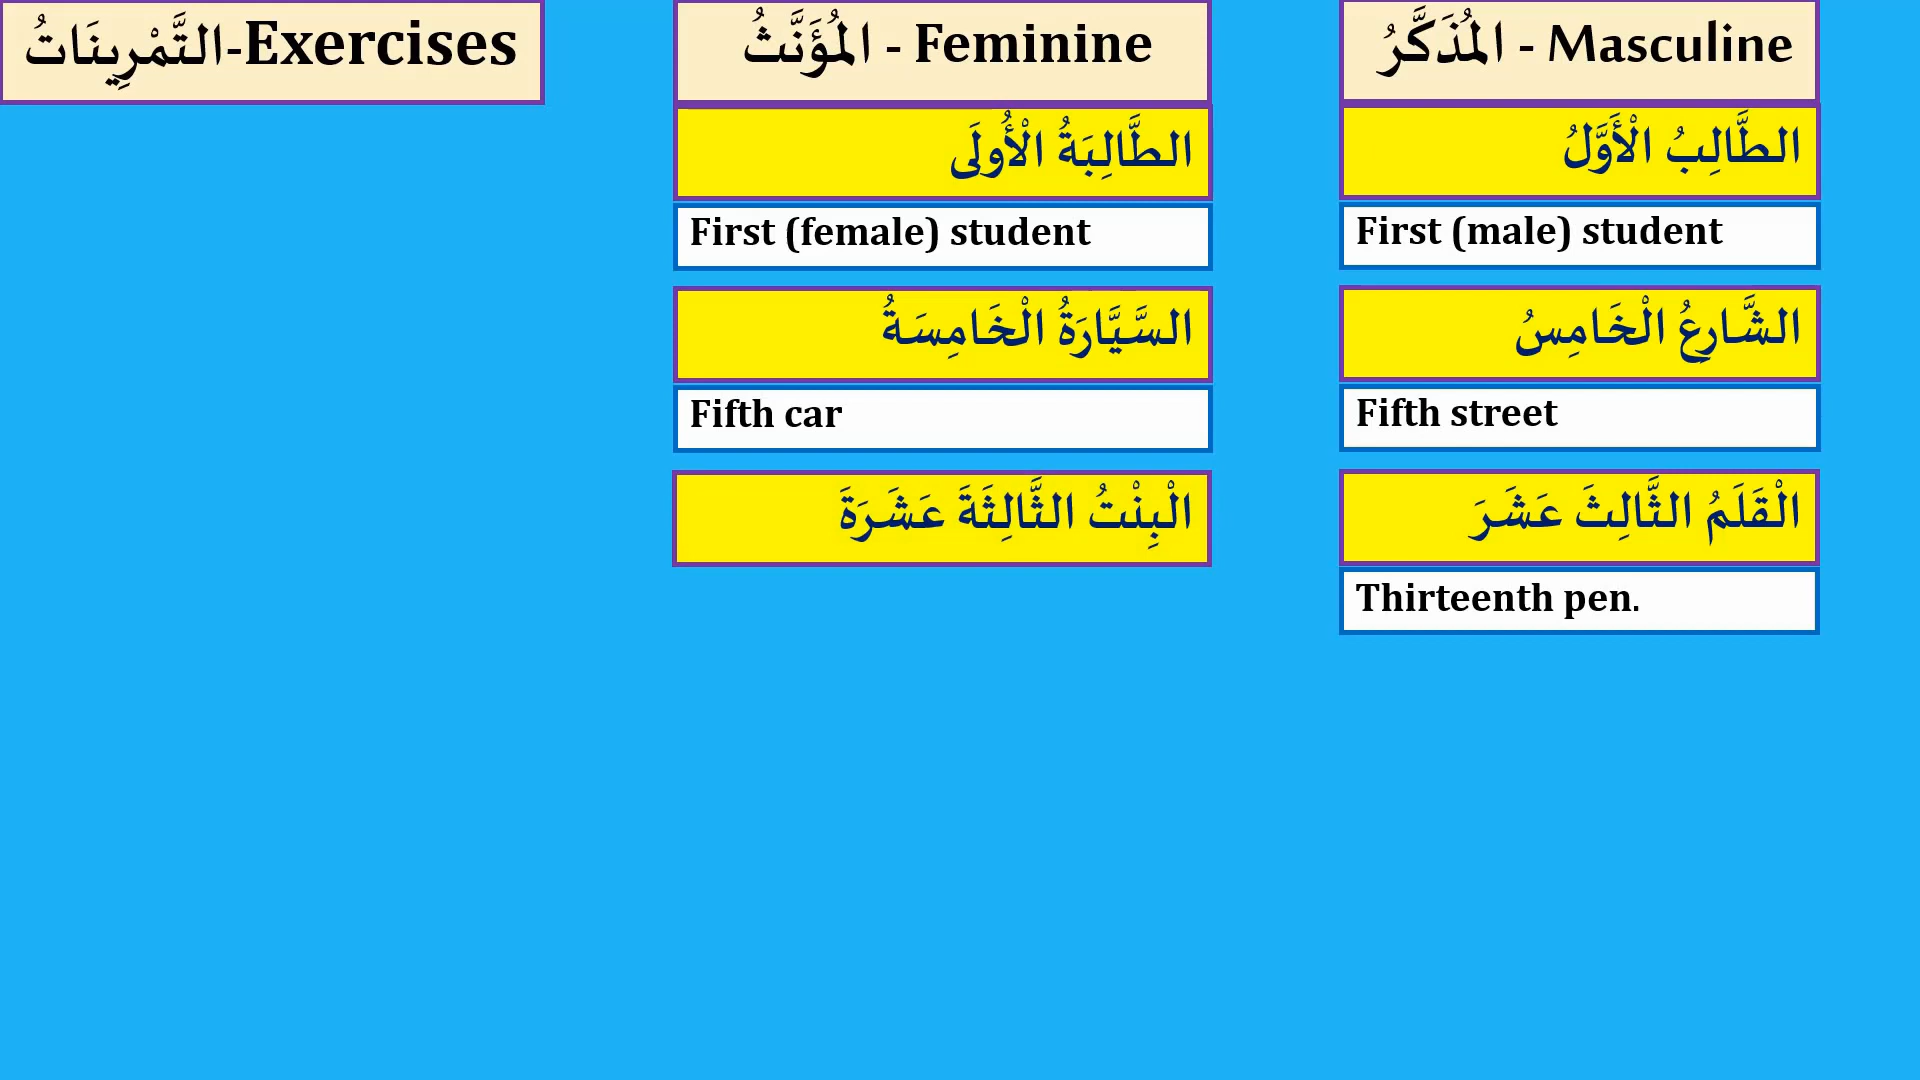 التَّمْرِينَاتُ-Exercises
المُؤَنَّثُ - Feminine
المُذَكَّرُ - Masculine
الطَّالِبَةُ الْأُولَى
الطَّالِبُ الْأَوَّلُ
First (female) student
First (male) student
السَّيَّارَةُ الْخَامِسَةُ
الشَّارِعُ الْخَامِسُ
Fifth car
Fifth street
الْبِنْتُ الثَّالِثَةَ عَشَرَةَ
الْقَلَمُ الثَّالِثَ عَشَرَ
Thirteenth pen.